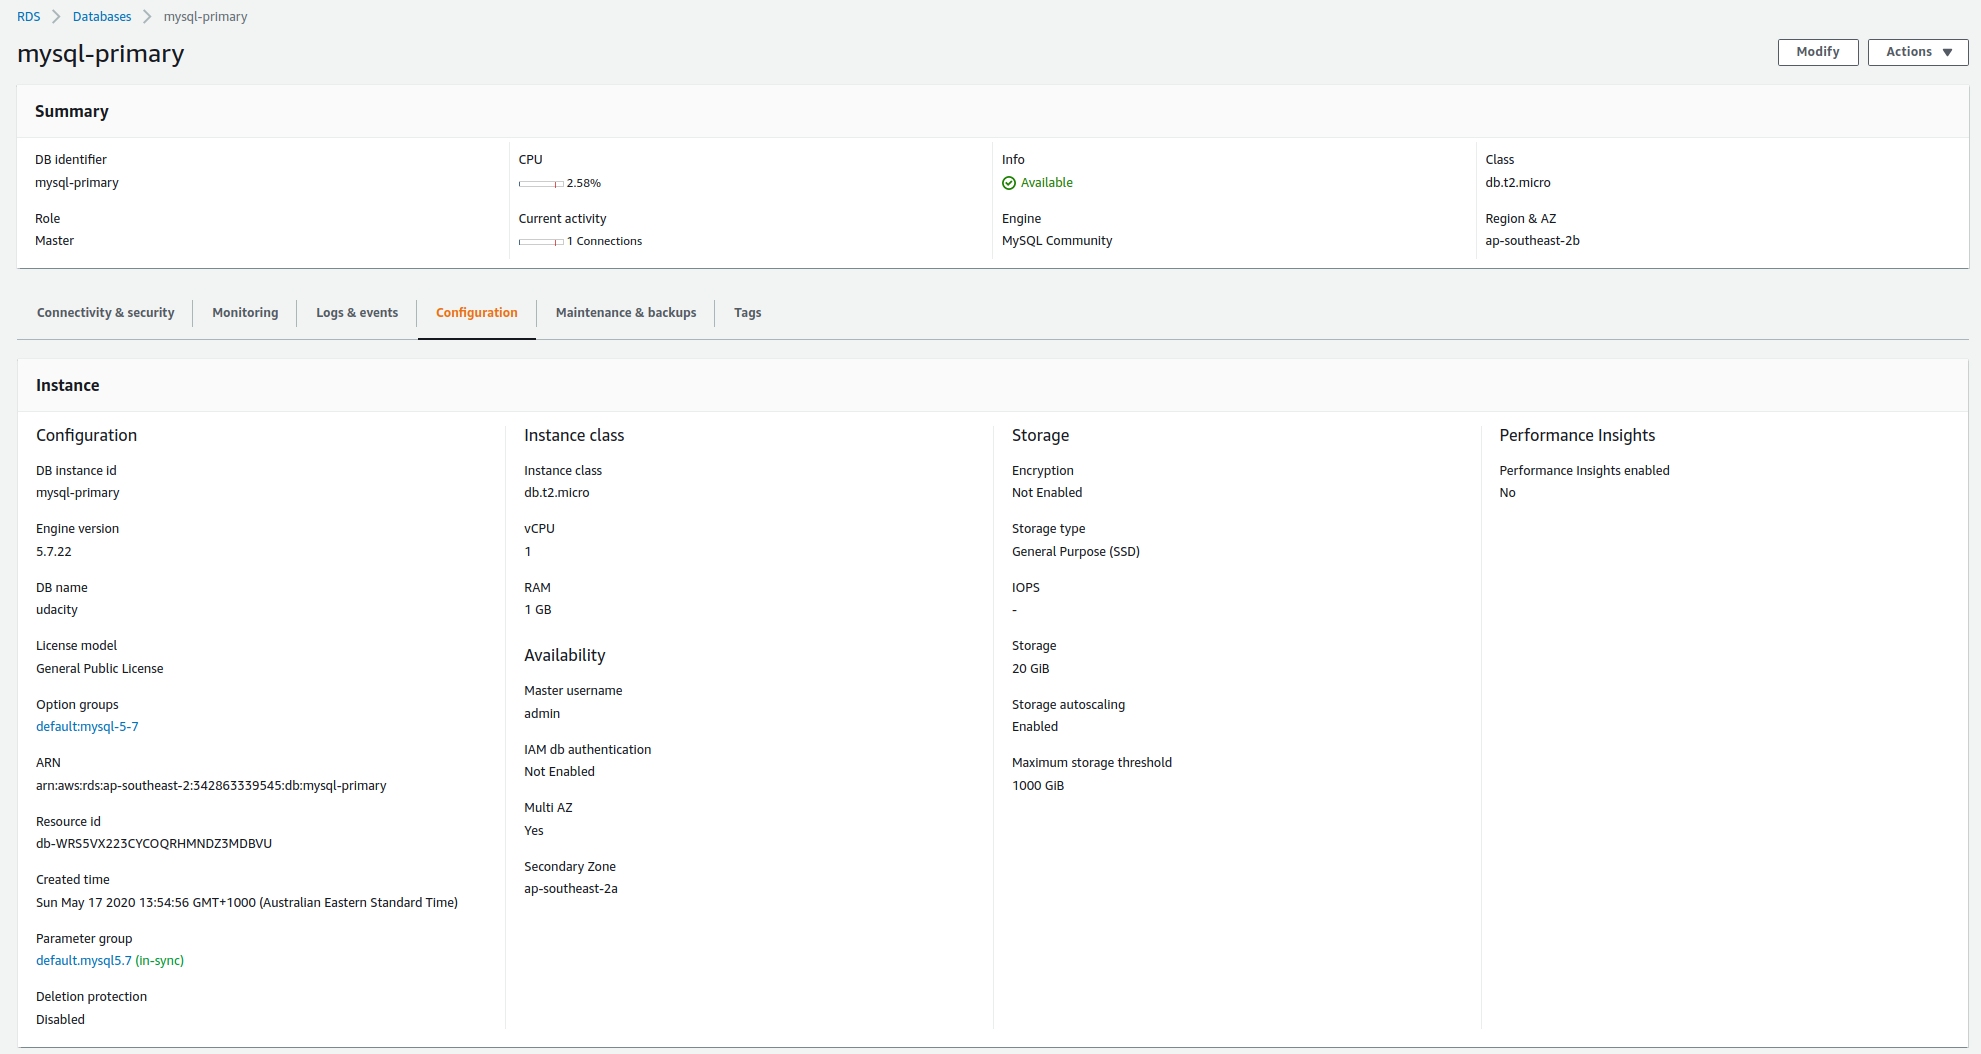 RDS > Databases > mysql-primary
mysql-primary
Modify
Actions
Summary
DB identifier
mysql-primary
Role
Master
CPU
2.58%
Current activity
1 Connections
Info
Available
Engine
MySQL Community
Class
db.t2.micro
Region & AZ
ap-southeast-2b
Connectivity & security
Monitoring
Logs & events
Configuration
Maintenance & backups
Tags
Instance
Configuration
DB instance id
mysql-primary
Engine version
5.7.22
DB name
udacity
License model
General Public License
Option groups
default:mysql-5-7
ARN
arn:aws:rds:ap-southeast-2:342863339545:db:mysql-primary
Resource id
db-WRS5VX223CYCOQRHMNDZ3MDBVU
Created time
Sun May 17 2020 13:54:56 GMT+1000 (Australian Eastern Standard Time)
Parameter group
default.mysql5.7 (in-sync)
Deletion protection
Disabled
Instance class
Instance class
db.t2.micro
vCPU
1
RAM
1 GB
Availability
Master username
admin
IAM db authentication
Not Enabled
Multi AZ
Yes
Secondary Zone
ap-southeast-2a
Storage
Encryption
Not Enabled
Storage type
General Purpose (SSD)
IOPS
-
Storage
20 GiB
Storage autoscaling
Enabled
Maximum storage threshold
1000 GiB
Performance Insights
Performance Insights enabled
No